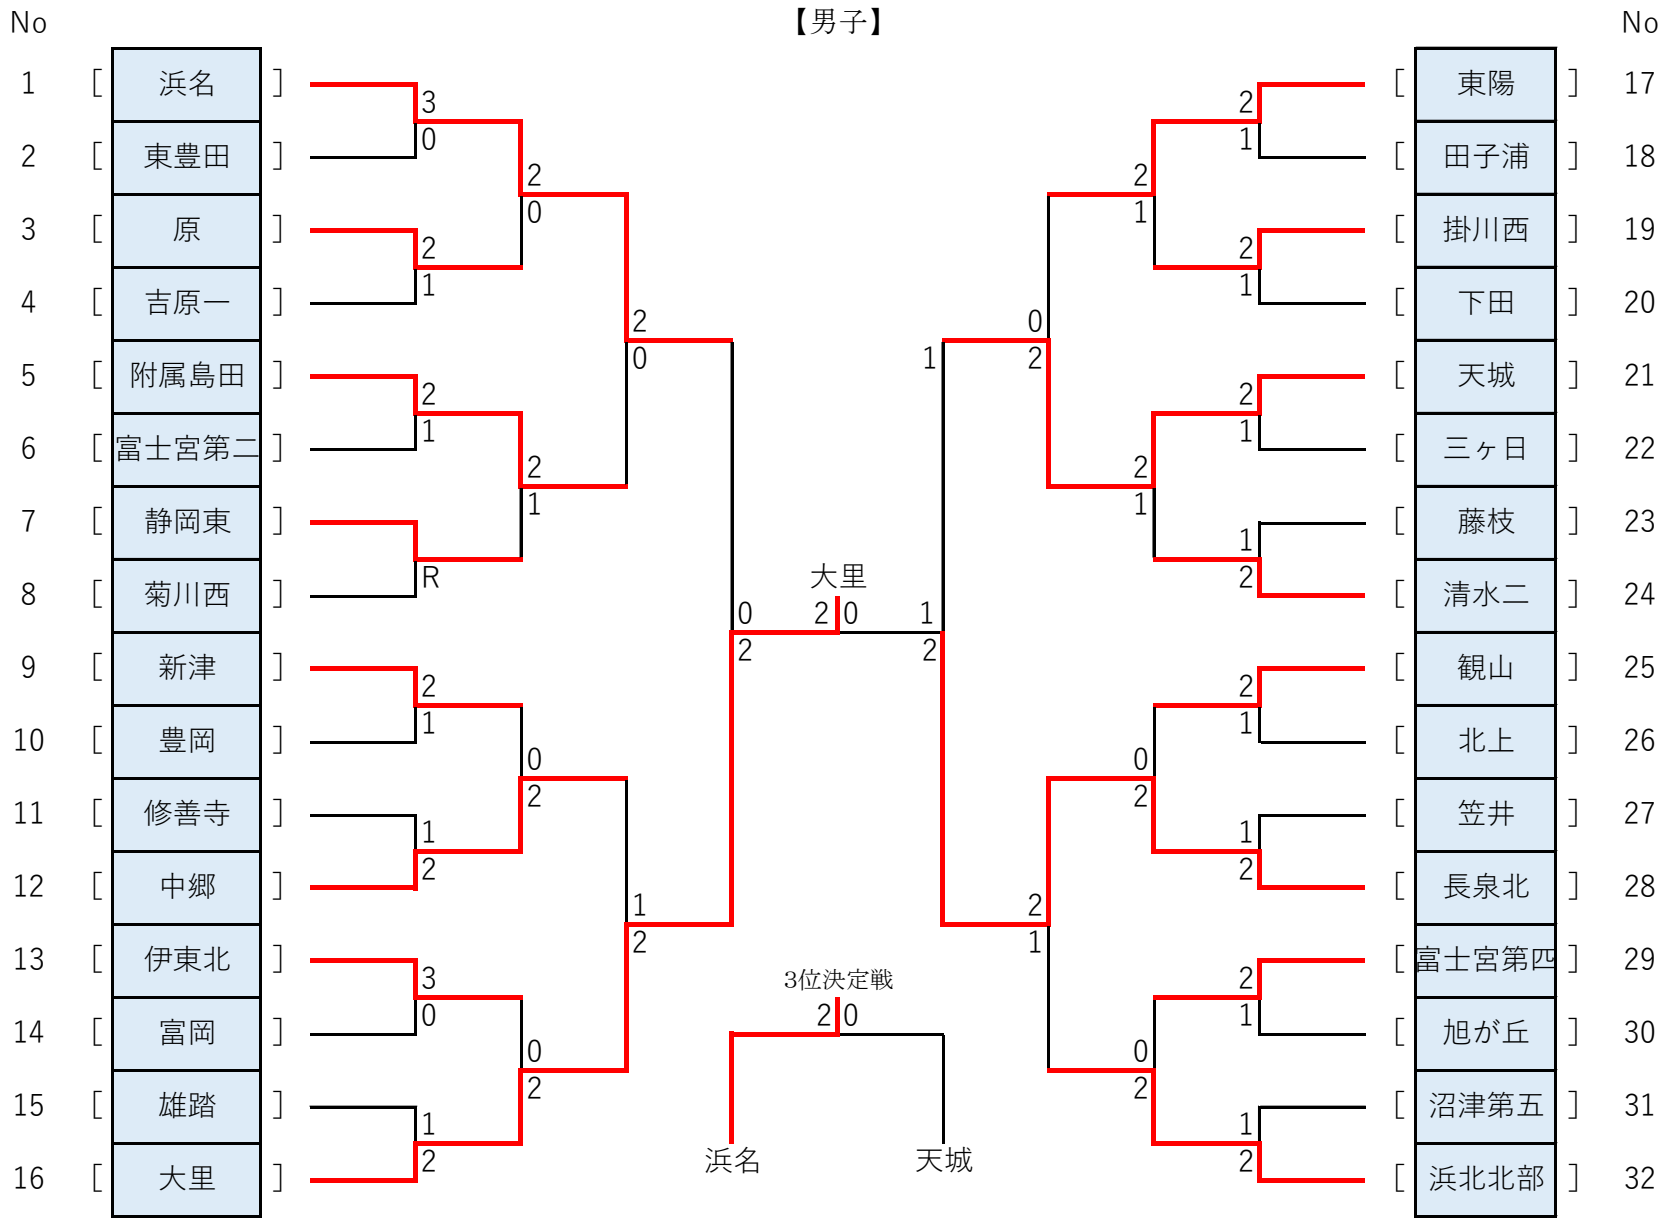 No 【男子】 No
1 [ 浜名 ] 3 2 [ 東陽 ] 17
2 [ 東豊田 ] 0 1 [ 田子浦 ] 18
2 2
3 [ 原 ] 0 1 [ 掛川西 ] 19
2 2
4 [ 吉原一 ] 1 1 [ 下田 ] 20
2 0
5 [ 附属島田 ] 0 1 2 [ 天城 ] 21
2 2
6 [ 富士宮第二 ] 1 1 [ 三ヶ日 ] 22
2 2
7 [ 静岡東 ] 1 1 [ 藤枝 ] 23
1
8 [ 菊川西 ] R 大里 2 [ 清水二 ] 24
0 2 0 1
9 [ 新津 ] 2 2 [ 観山 ] 25
2 2
10 [ 豊岡 ] 1 1 [ 北上 ] 26
0 0
11 [ 修善寺 ] 2 2 [ 笠井 ] 27
1 1
12 [ 中郷 ] 2 2 [ 長泉北 ] 28
1 2
13 [ 伊東北 ] 2 1 [ 富士宮第四 ] 29
3 3位決定戦 2
14 [ 富岡 ] 0 2 0 1 [ 旭が丘 ] 30
0 0
15 [ 雄踏 ] 2 2 [ 沼津第五 ] 31
1 1
16 [ 大里 ] 2 浜名 天城 2 [ 浜北北部 ] 32